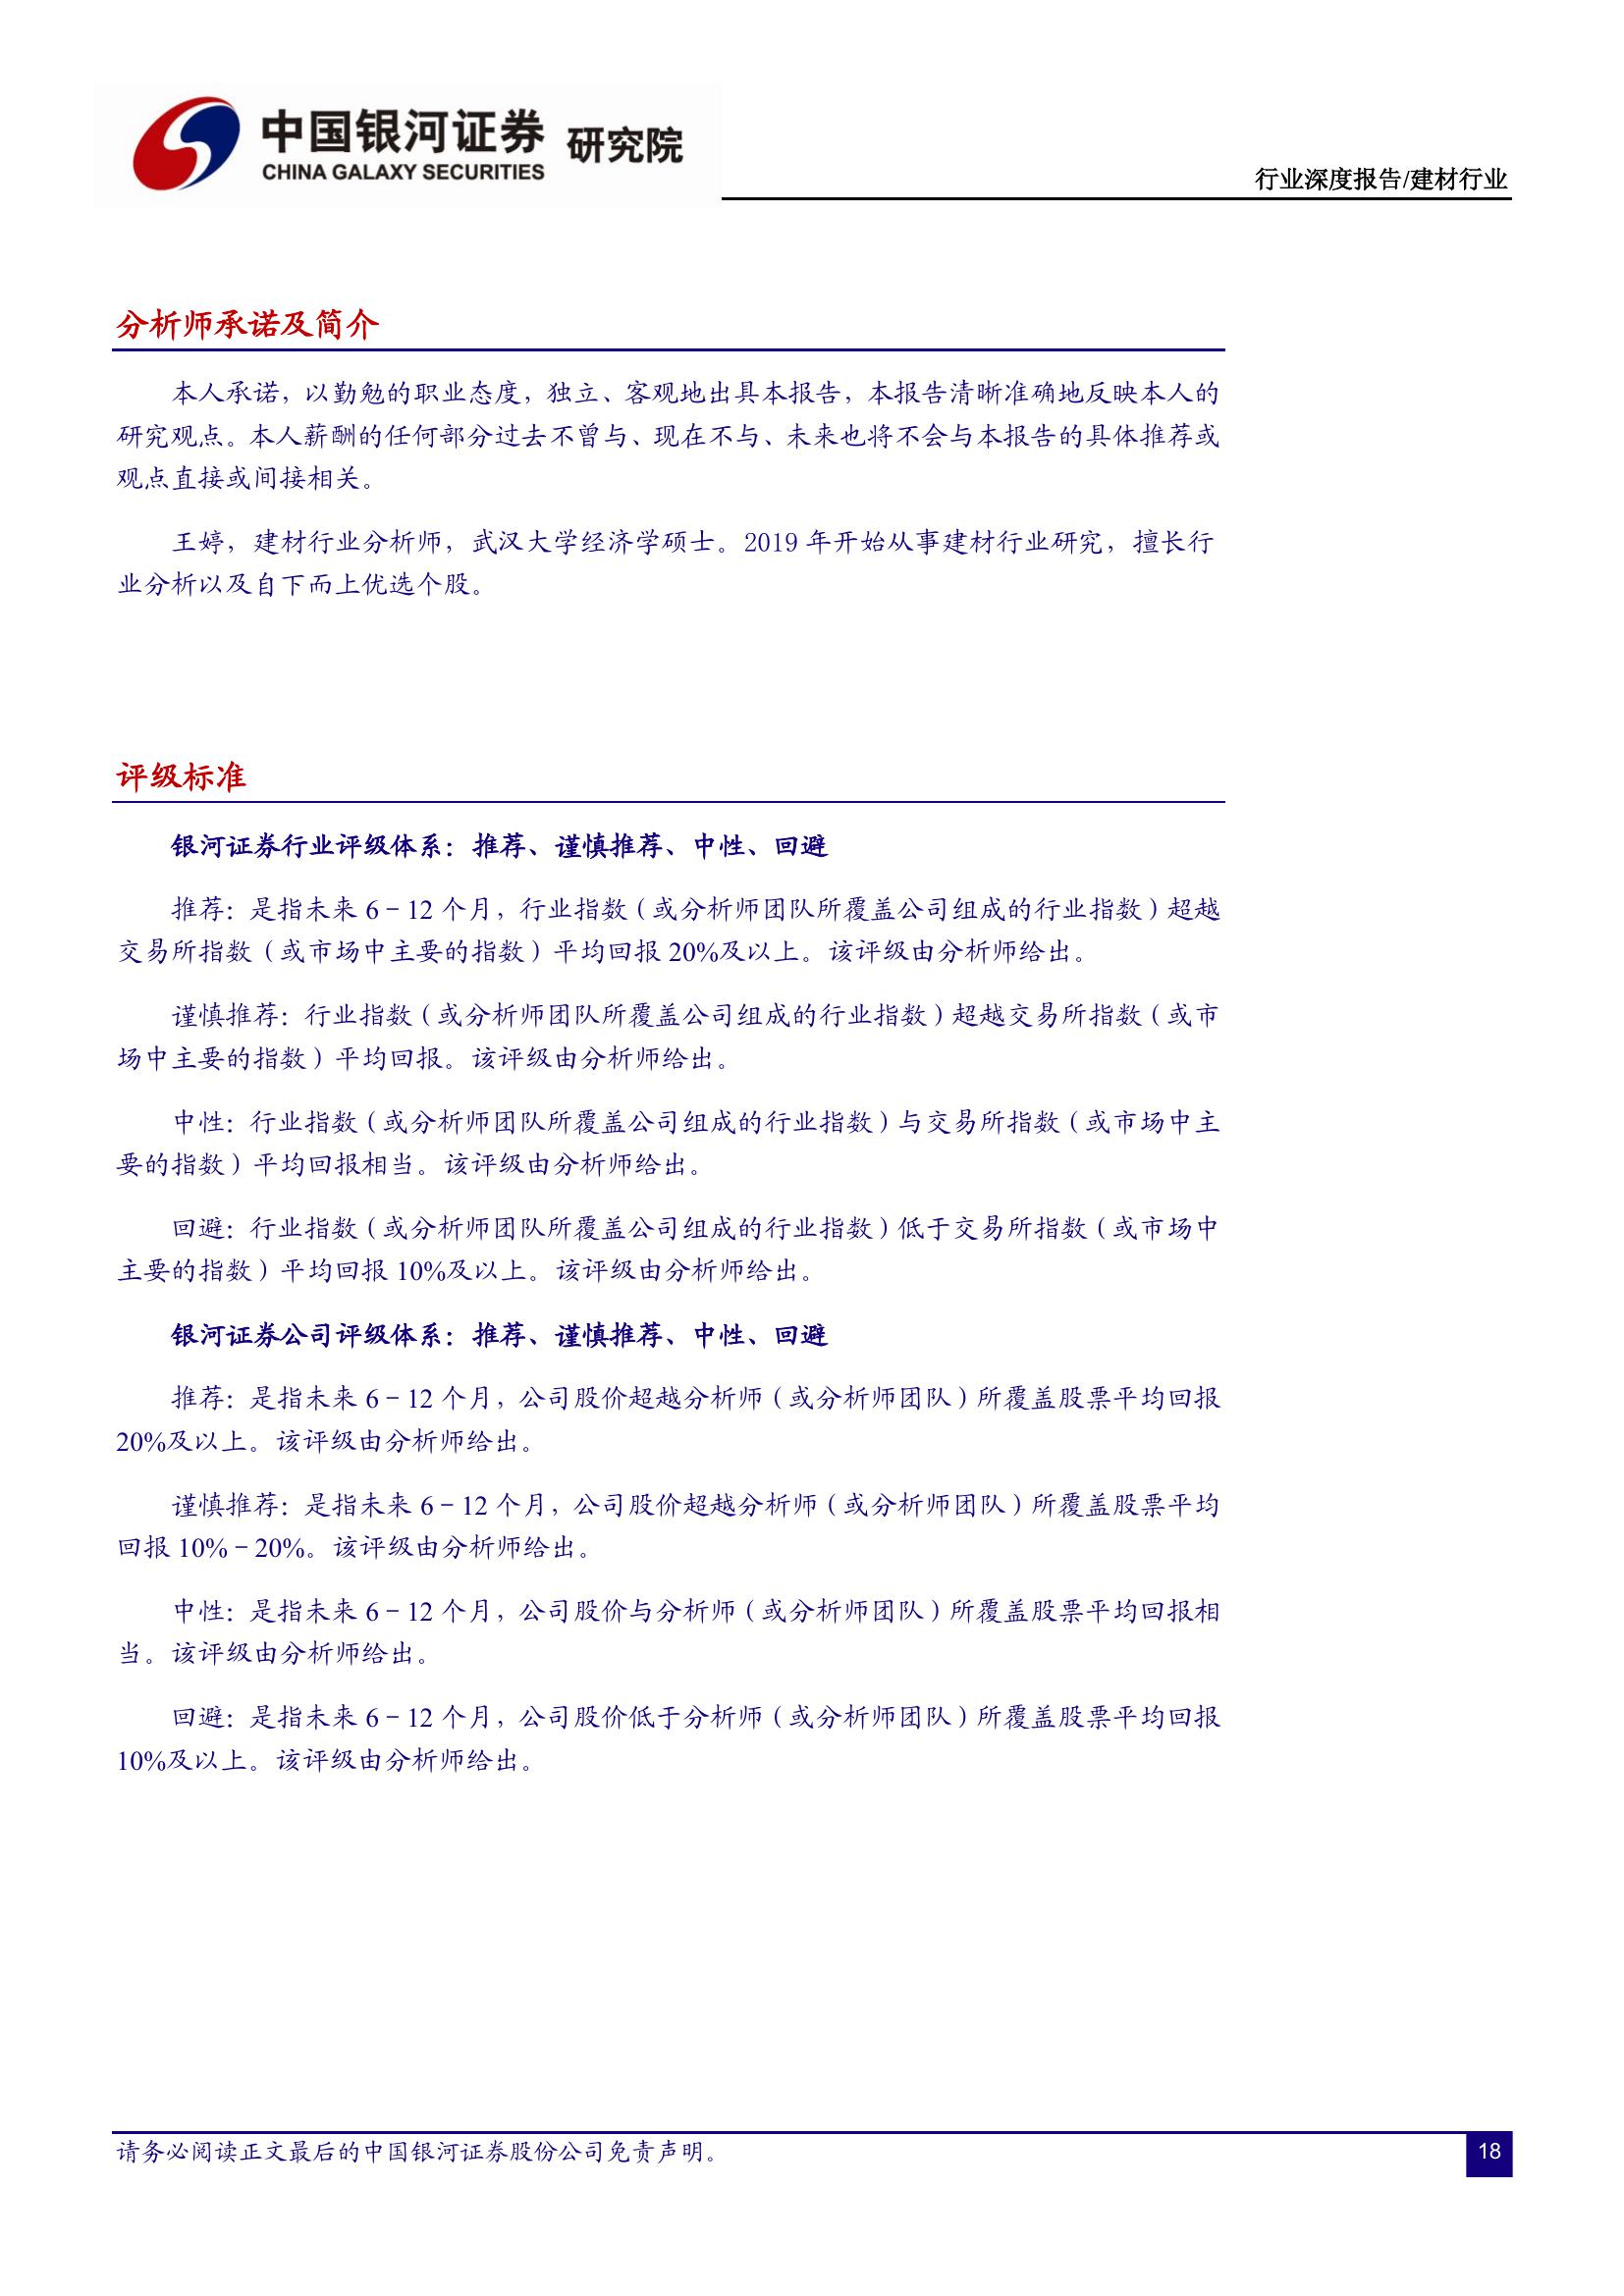 中国银河证券 研究院
CHINA GALAXY SECURITIES
行业深度报告/建材行业
分析师承诺及简介
本人承诺，以勤勉的职业态度，独立、客观地出具本报告，本报告清晰准确地反映本人的
研究观点。本人薪酬的任何部分过去不曾与、现在不与、未来也将不会与本报告的具体推荐或
观点直接或间接相关。
王婷，建材行业分析师，武汉大学经济学硕士。2019 年开始从事建材行业研究，擅长行
业分析以及自下而上优选个股。
评级标准
银河证券行业评级体系：推荐、谨慎推荐、中性、回避
推荐：是指未来 6－12 个月，行业指数（或分析师团队所覆盖公司组成的行业指数）超越
交易所指数（或市场中主要的指数）平均回报 20%及以上。该评级由分析师给出。
谨慎推荐：行业指数（或分析师团队所覆盖公司组成的行业指数）超越交易所指数（或市
场中主要的指数）平均回报。该评级由分析师给出。
中性：行业指数（或分析师团队所覆盖公司组成的行业指数）与交易所指数（或市场中主
要的指数）平均回报相当。该评级由分析师给出。
回避：行业指数（或分析师团队所覆盖公司组成的行业指数）低于交易所指数（或市场中
主要的指数）平均回报 10%及以上。该评级由分析师给出。
银河证券公司评级体系：推荐、谨慎推荐、中性、回避
推荐：是指未来 6－12 个月，公司股价超越分析师（或分析师团队）所覆盖股票平均回报
20%及以上。该评级由分析师给出。
谨慎推荐：是指未来 6－12 个月，公司股价超越分析师（或分析师团队）所覆盖股票平均
回报 10%－20%。该评级由分析师给出。
中性：是指未来 6－12 个月，公司股价与分析师（或分析师团队）所覆盖股票平均回报相
当。该评级由分析师给出。
回避：是指未来 6－12 个月，公司股价低于分析师（或分析师团队）所覆盖股票平均回报
10%及以上。该评级由分析师给出。
请务必阅读正文最后的中国银河证券股份公司免责声明。
18